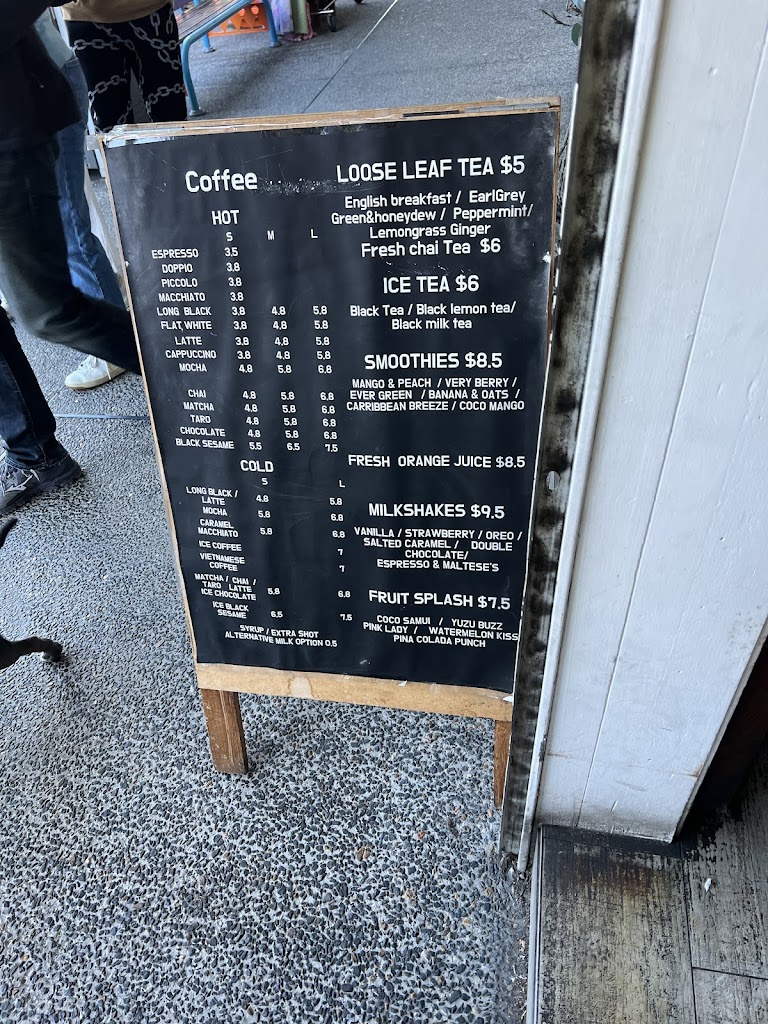 Coffee
HOT
S M L
ESPRESSO 3.5
DOPPIO 3.8
PICCOLO 3.8
MACCHIATO 3.8
LONG BLACK 3.8 4.8 5.8
FLAT WHITE 3.8 4.8 5.8
LATTE 3.8 4.8 5.8
CAPPUCCINO 3.8 4.8 5.8
MOCHA 4.8 5.8 6.8
CHAI 4.8 5.8 6.8
MATCHA 4.8 5.8 6.8
TARO 4.8 5.8 6.8
CHOCOLATE 4.8 5.8 6.8
BLACK SESAME 5.5 6.5 7.5
COLD
S L
LONG BLACK /
LATTE 4.8 5.8
MOCHA 5.8 6.8
CARAMEL
MACCHIATO 5.8 6.8
ICE COFFEE 7
VIETNAMESE
COFFEE 7
MATCHA / CHAI /
TARO LATTE
ICE CHOCOLATE 5.8 6.8
ICE BLACK
SESAME 6.5 7.5
SYRUP / EXTRA SHOT
ALTERNATIVE MILK OPTION 0.5
LOOSE LEAF TEA $5
English breakfast / EarlGrey
Green&honeydew / Peppermint/
Lemongrass Ginger
Fresh chai Tea $6
ICE TEA $6
Black Tea / Black lemon tea/
Black milk tea
SMOOTHIES $8.5
MANGO & PEACH / VERY BERRY /
EVER GREEN / BANANA & OATS /
CARRIBBEAN BREEZE / COCO MANGO
FRESH ORANGE JUICE $8.5
MILKSHAKES $9.5
VANILLA / STRAWBERRY / OREO /
SALTED CARAMEL / DOUBLE
CHOCOLATE/
ESPRESSO & MALTESE'S
FRUIT SPLASH $7.5
COCO SAMUI / YUZU BUZZ
PINK LADY / WATERMELON KISS
PINA COLADA PUNCH